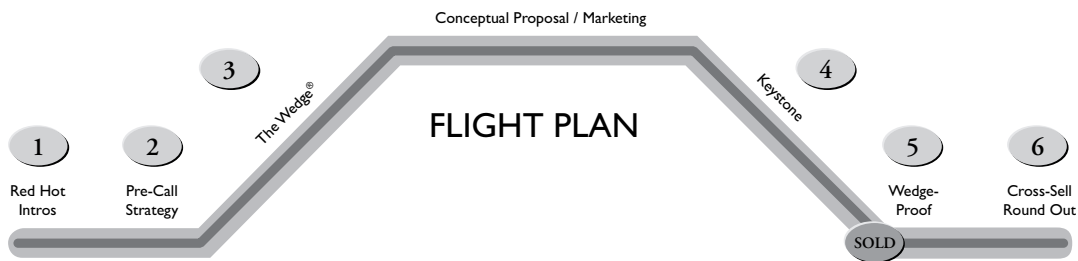 Conceptual Proposal / Marketing
3
4
The Wedge®
Keystone
FLIGHT PLAN
1
2
5
6
Red Hot
Intros
Pre-Call
Strategy
Wedge-
Proof
Cross-Sell
Round Out
SOLD